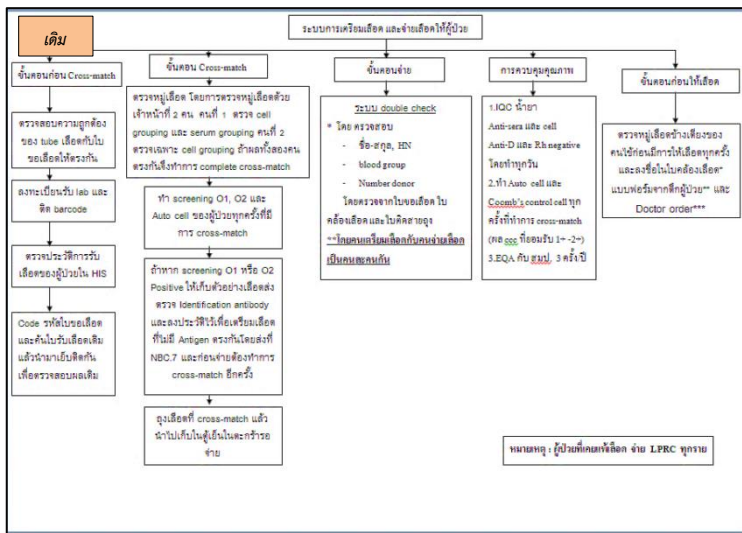 เดิม
ระบบการเตรียมเลือด และจ่ายเลือดให้ผู้ป่วย
ขั้นตอนก่อน Cross-match
ตรวจสอบความถูกต้อง
ของ tube เลือดกับใบ
ขอเลือดให้ตรงกัน
ลงทะเบียนรับ lab และ
ติด barcode
ตรวจประวัติการรับ
เลือดของผู้ป่วยใน HIS
Code รหัสใบขอเลือด
และค้นใบรับเลือดเดิม
แล้วนำมาเย็บติดกัน
เพื่อตรวจสอบผลเดิม
ขั้นตอน Cross-match
ตรวจหมู่เลือด โดยการตรวจหมู่เลือดด้วย
เจ้าหน้าที่ 2 คน คนที่ 1 ตรวจ cell
grouping และ serum grouping คนที่ 2
ตรวจเฉพาะ cell grouping ถ้าผลทั้งสองคน
ตรงกันจึงทำการ complete cross-match
ทำ screening O1, O2 และ
Auto cell ของผู้ป่วยทุกครั้งที่มี
การ cross-match
ถ้าหาก screening O1 หรือ O2
Positive ให้เก็บตัวอย่างเลือดส่ง
ตรวจ Identification antibody
และลงประวัติไว้เพื่อเตรียมเลือด
ที่ไม่มี Antigen ตรงกันโดยส่งที่
NBC.7 และก่อนจ่ายต้องทำการ
cross-match อีกครั้ง
ถุงเลือดที่ cross-match แล้ว
นำไปเก็บในตู้เย็นในตะกร้ารอ
จ่าย
ขั้นตอนจ่าย
ระบบ double check
* โดย ตรวจสอบ
- ชื่อ-สกุล, HN
- blood group
- Number donor
โดยตรวจจากใบขอเลือด ใบ
คล้องเลือด และใบติดสายถุง
**โดยคนเตรียมเลือดกับคนจ่ายเลือด
เป็นคนละคนกัน
การควบคุมคุณภาพ
1.IQC น้ำยา
Anti-sera และ cell
Anti-D และ Rh negative
โดยทำทุกวัน
2.ทำ Auto cell และ
Coomb's control cell ทุก
ครั้งที่ทำการ cross-match
(ผล ccc ที่ยอมรับ 1+ -2+)
3.EQA กับ สมป. 3 ครั้ง/ปี
ขั้นตอนก่อนให้เลือด
ตรวจหมู่เลือดข้างเตียงของ
คนไข้ก่อนมีการให้เลือดทุกครั้ง
และลงชื่อในใบคล้องเลือด*
แบบฟอร์มจากตึกผู้ป่วย** และ
Doctor order***
หมายเหตุ : ผู้ป่วยที่เคยแพ้เลือด จ่าย LPRC ทุกราย